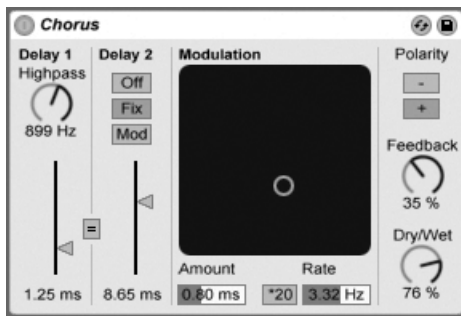 Chorus
Delay 1
Highpass
899 Hz
=
1.25 ms
Delay 2
Off
Fix
Mod
8.65 ms
Modulation
Amount
0.80 ms
*20
Rate
3.32 Hz
Polarity
-
+
Feedback
35 %
Dry/Wet
76 %